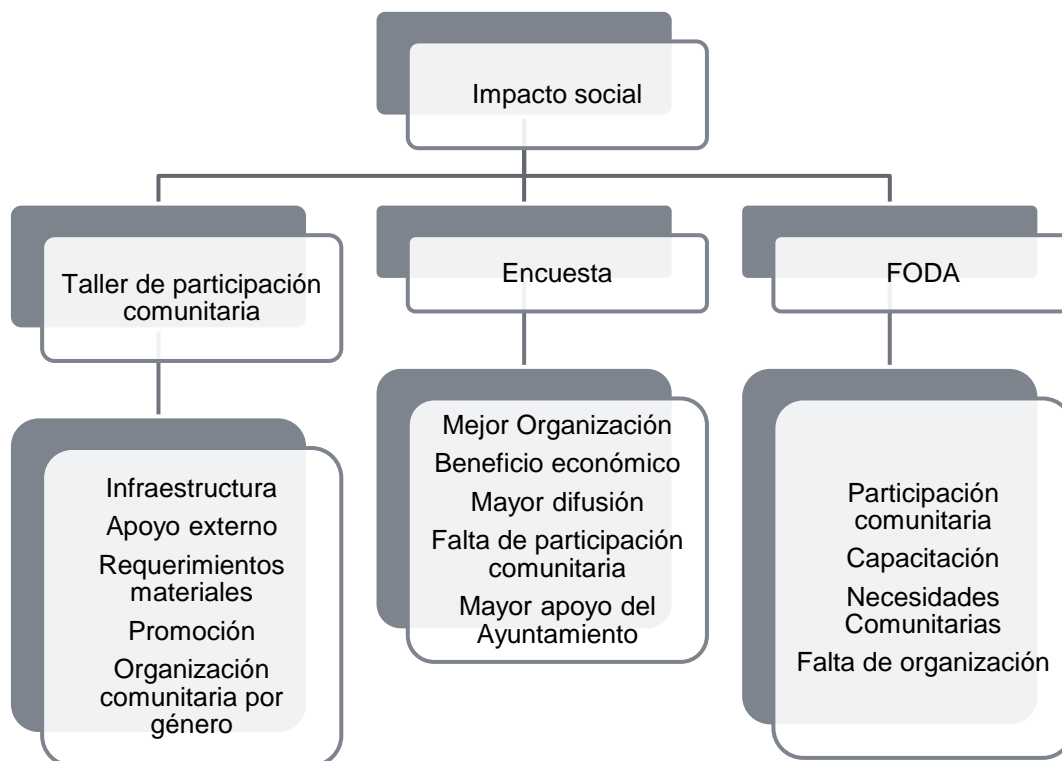 Impacto social
Taller de participación
comunitaria
Encuesta
FODA
Infraestructura
Apoyo externo
Requerimientos
materiales
Promoción
Organización
comunitaria por
género
Mejor Organización
Beneficio económico
Mayor difusión
Falta de participación
comunitaria
Mayor apoyo del
Ayuntamiento
Participación
comunitaria
Capacitación
Necesidades
Comunitarias
Falta de organización